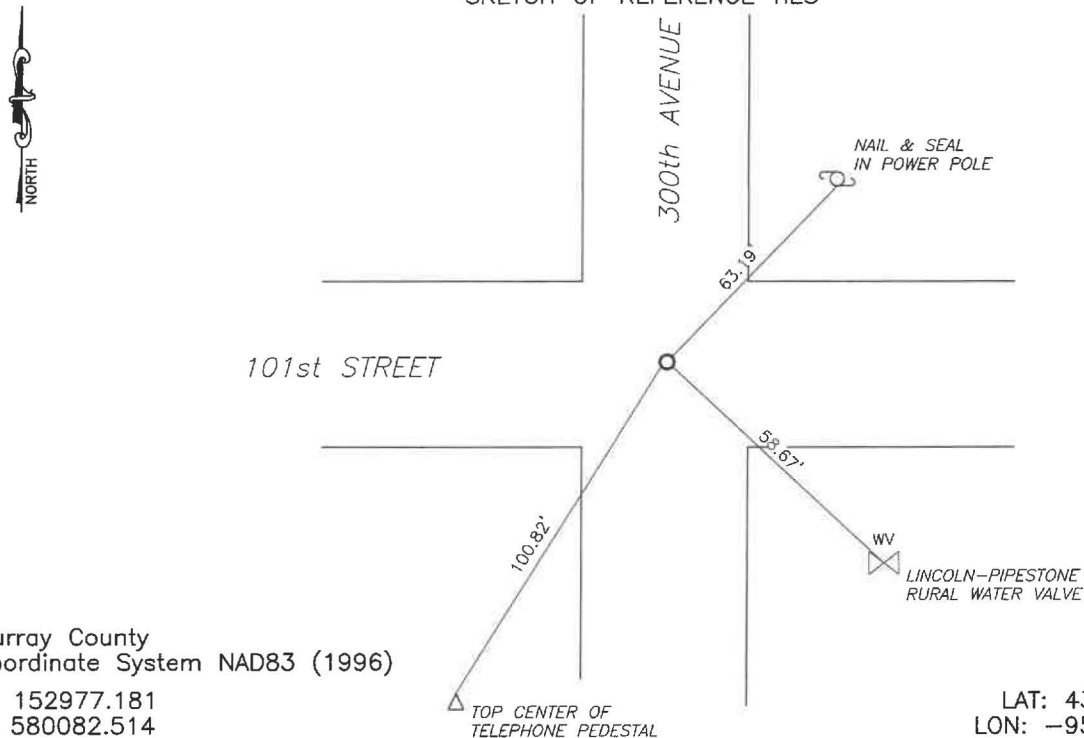 SKETCH OF REFERENCE TIES
NORTH
300th AVENUE
NAIL & SEAL
IN POWER POLE
63.19'
101st STREET
58.67'
100.82'
WV
LINCOLN-PIPESTONE
RURAL WATER VALVE
TOP CENTER OF
TELEPHONE PEDESTAL
County
System NAD83 (1996)
152977.181
580082.514
LAT:
LON: